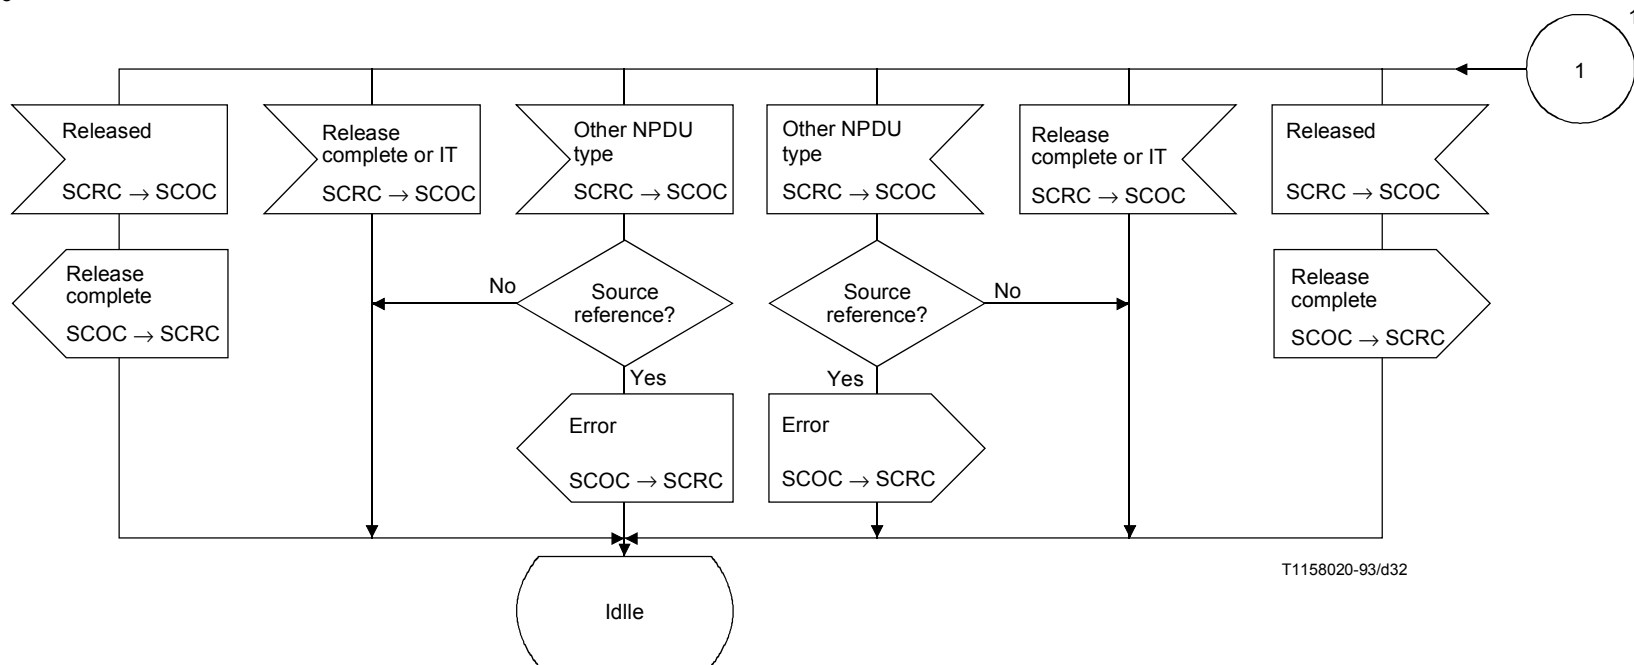 1
1
Released
SCRC → SCOC
Release
complete or IT
SCRC → SCOC
Other NPDU
type
SCRC → SCOC
Other NPDU
type
SCRC → SCOC
Release
complete or IT
SCRC → SCOC
Released
SCRC → SCOC
Release
complete
SCOC → SCRC
No
Source
reference?
Source
reference?
No
Release
complete
SCOC → SCRC
Yes
Yes
Error
SCOC → SCRC
Error
SCOC → SCRC
T1158020-93/d32
Idlle